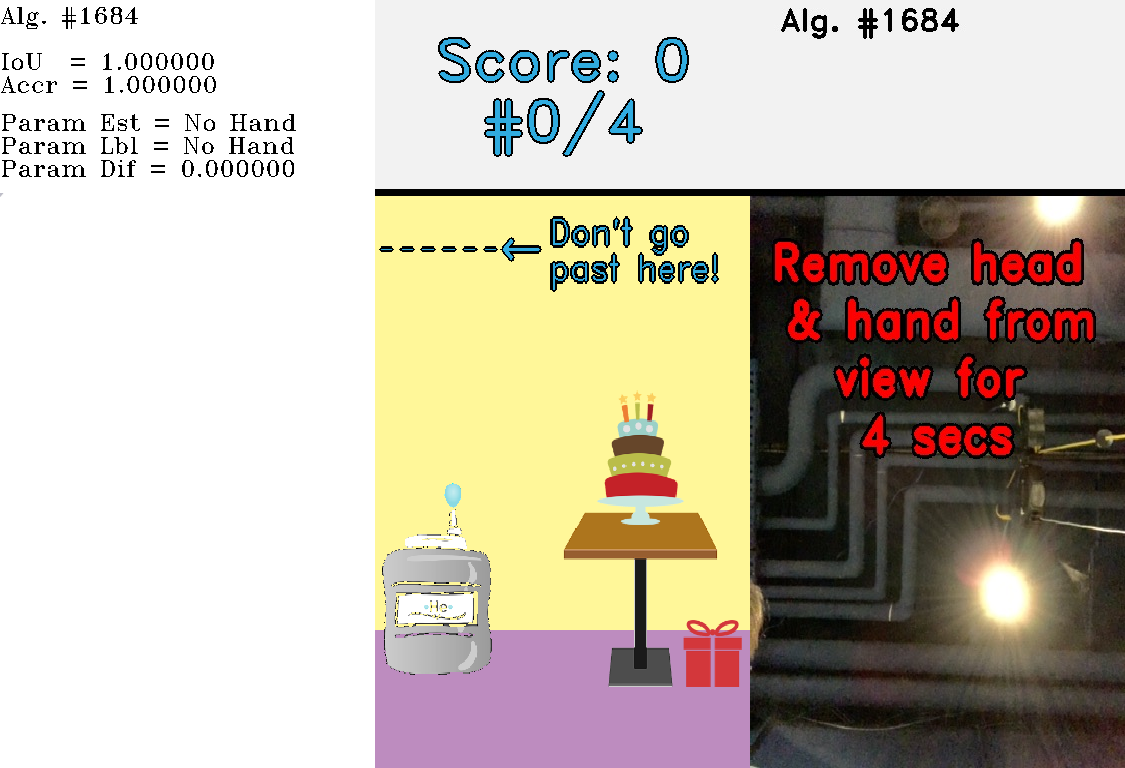 Alg. #1684
IoU = 1.000000
Accr = 1.000000
Param Est = No Hand
Param Lbl = No Hand
Param Dif = 0.000000
Score: 0
#0/4
Alg. #1684
Don't go
past here!
Remove head
& hand from
view for
4 secs